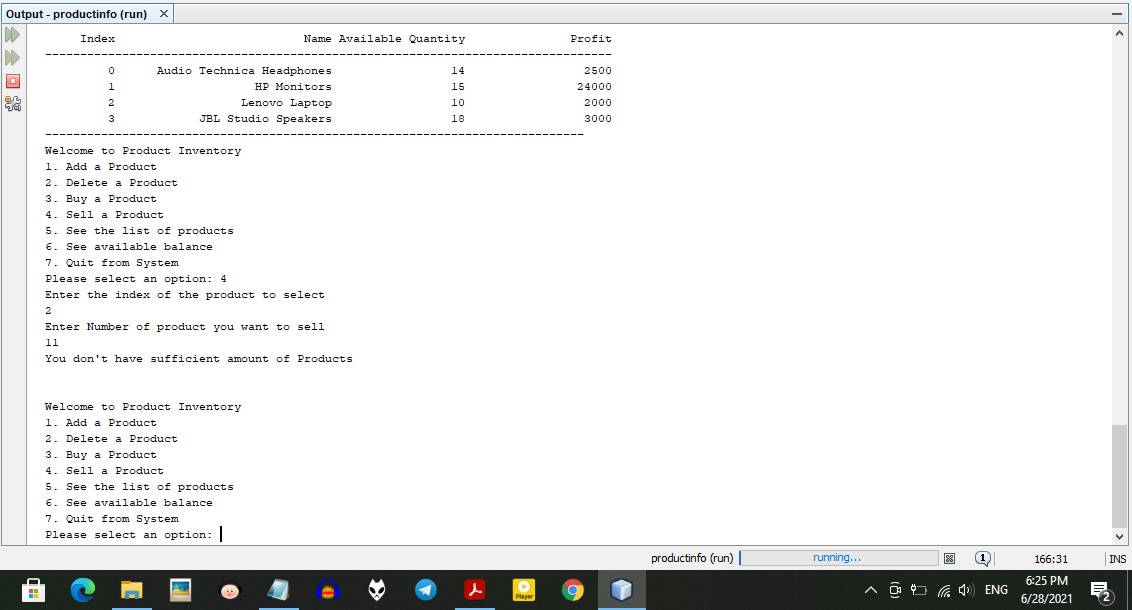 Output - productinfo (run)
Index Name Available Quantity Profit
--------------------------------------------------------------------------------
0 Audio Technica Headphones 14 2500
1 HP Monitors 15 24000
2 Lenovo Laptop 10 2000
3 JBL Studio Speakers 18 3000
-----------------------------------------------------------------------------
Welcome to Product Inventory
1. Add a Product
2. Delete a Product
3. Buy a Product
4. Sell a Product
5. See the list of products
6. See available balance
7. Quit from System
Please select an option: 4
Enter the index of the product to select
2
Enter Number of product you want to sell
11
You don't have sufficient amount of Products
Welcome to Product Inventory
1. Add a Product
2. Delete a Product
3. Buy a Product
4. Sell a Product
5. See the list of products
6. See available balance
7. Quit from System
Please select an option:
productinfo (run) running... 1 166:31 INS
Player ENG 6:25 PM
6/28/2021 2